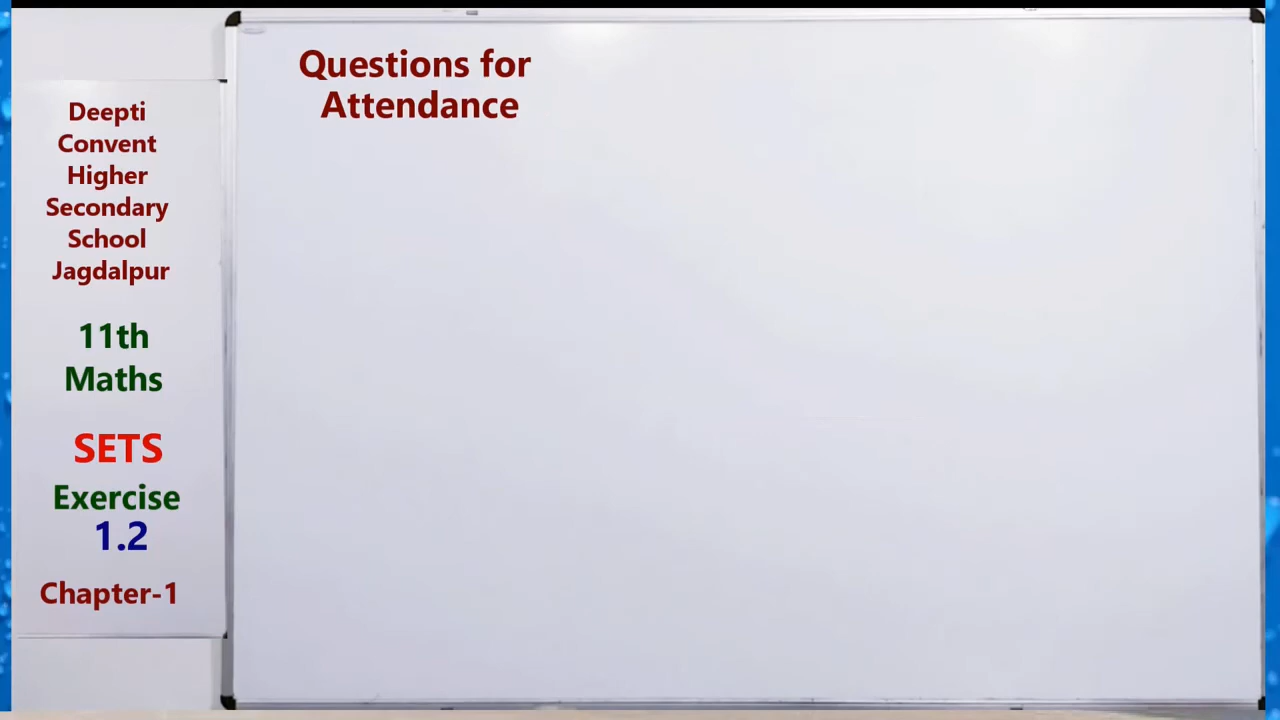 Deepti
Convent
Higher
Secondary
School
Jagdalpur
11th
Maths
SETS
Exercise
1.2
Chapter-1
Questions for
Attendance